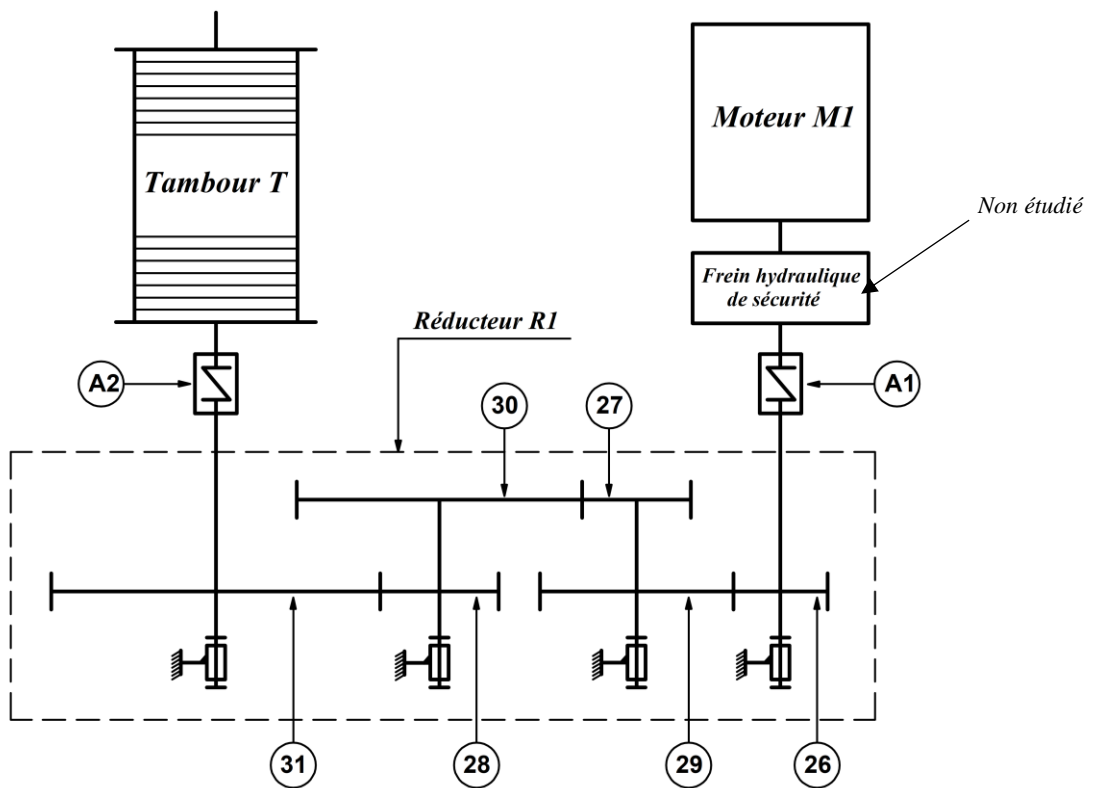 Moteur M1
Tambour T
Non étudié
Frein hydraulique
de sécurité
Réducteur R1
A2
A1
30
27
31
28
29
26